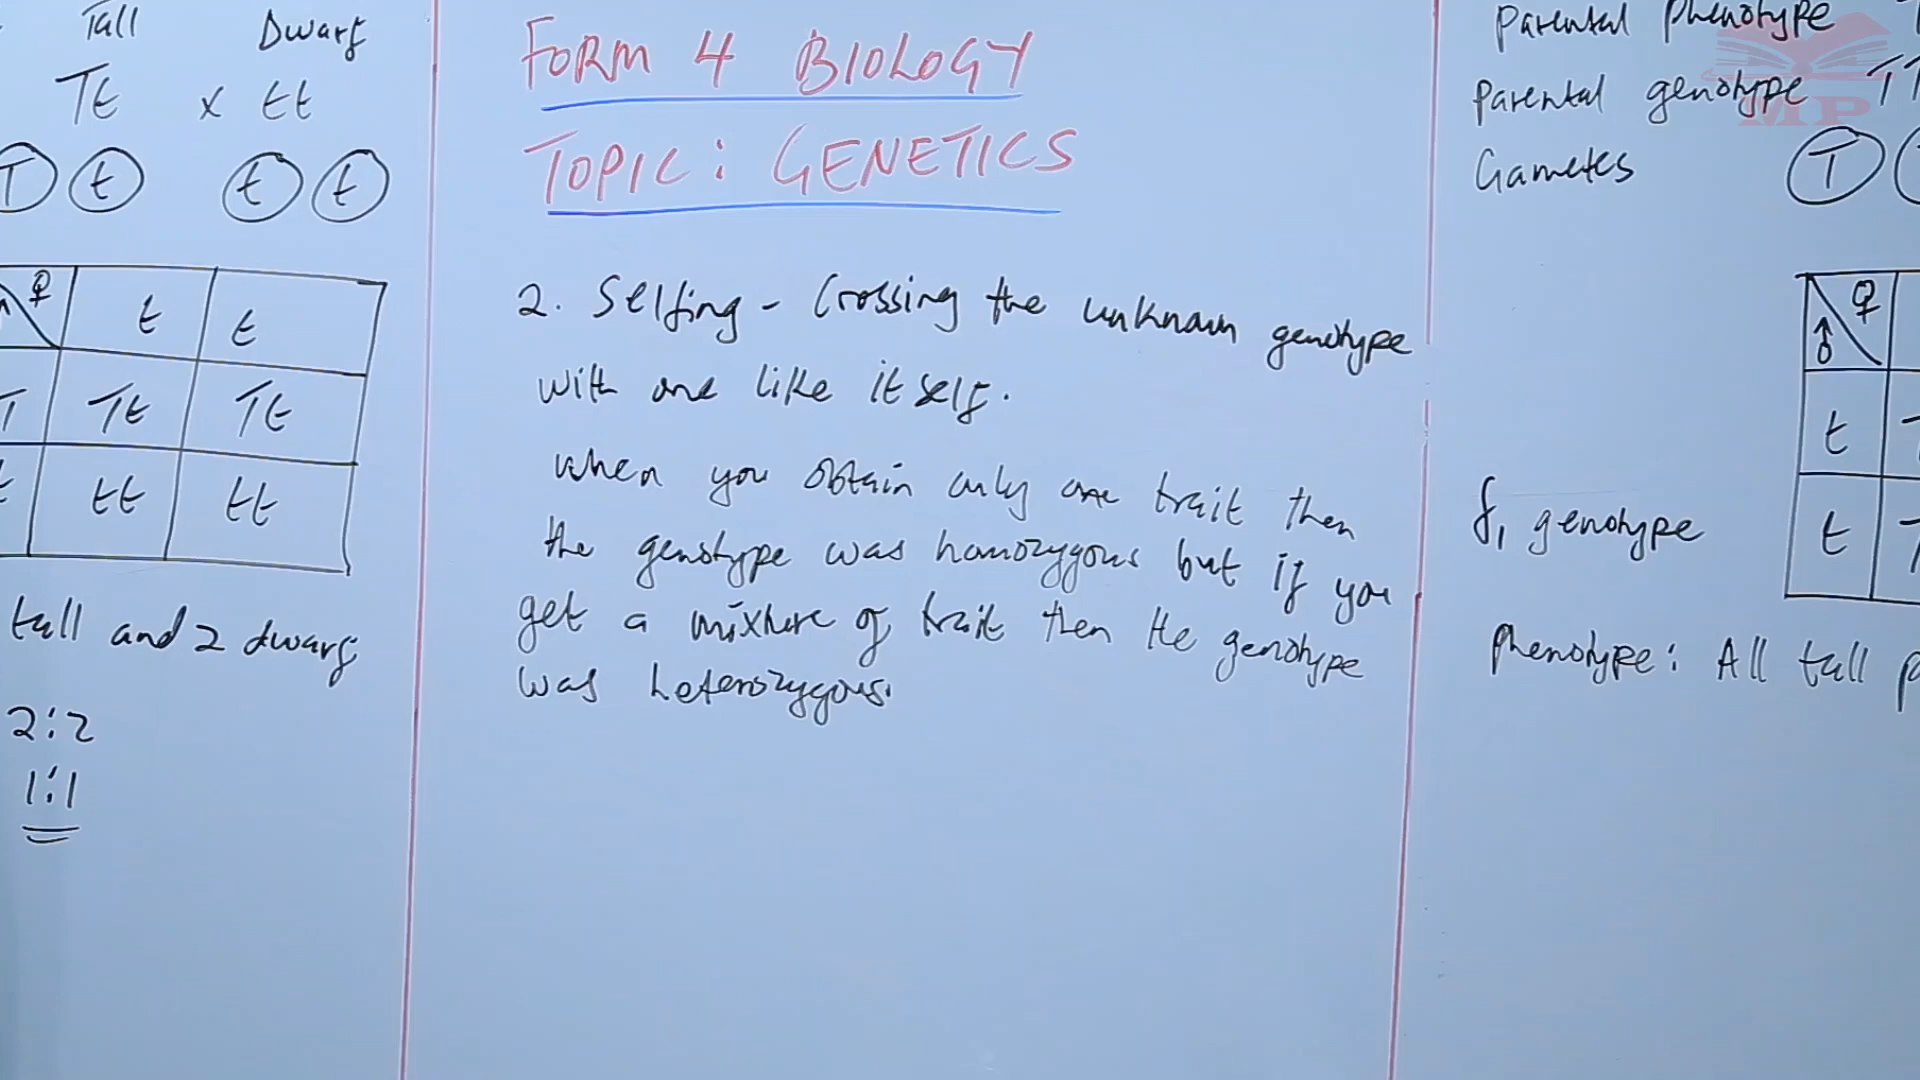 Tall Dwarf
Tt x tt
T t t t
♀ t t
T Tt Tt
t tt tt
tall and 2 dwarf
2:2
1:1
FORM 4 BIOLOGY
TOPIC: GENETICS
2. Selfing - Crossing the unknown genotype
with one like itself.
When you obtain only one trait then
the genotype was homozygous but if you
get a mixture of trait then the genotype
was heterozygous.
Parental phenotype
Parental genotype TT
Gametes T
♀
♂
t T
t T
f1 genotype
Phenotype: All tall p
MP